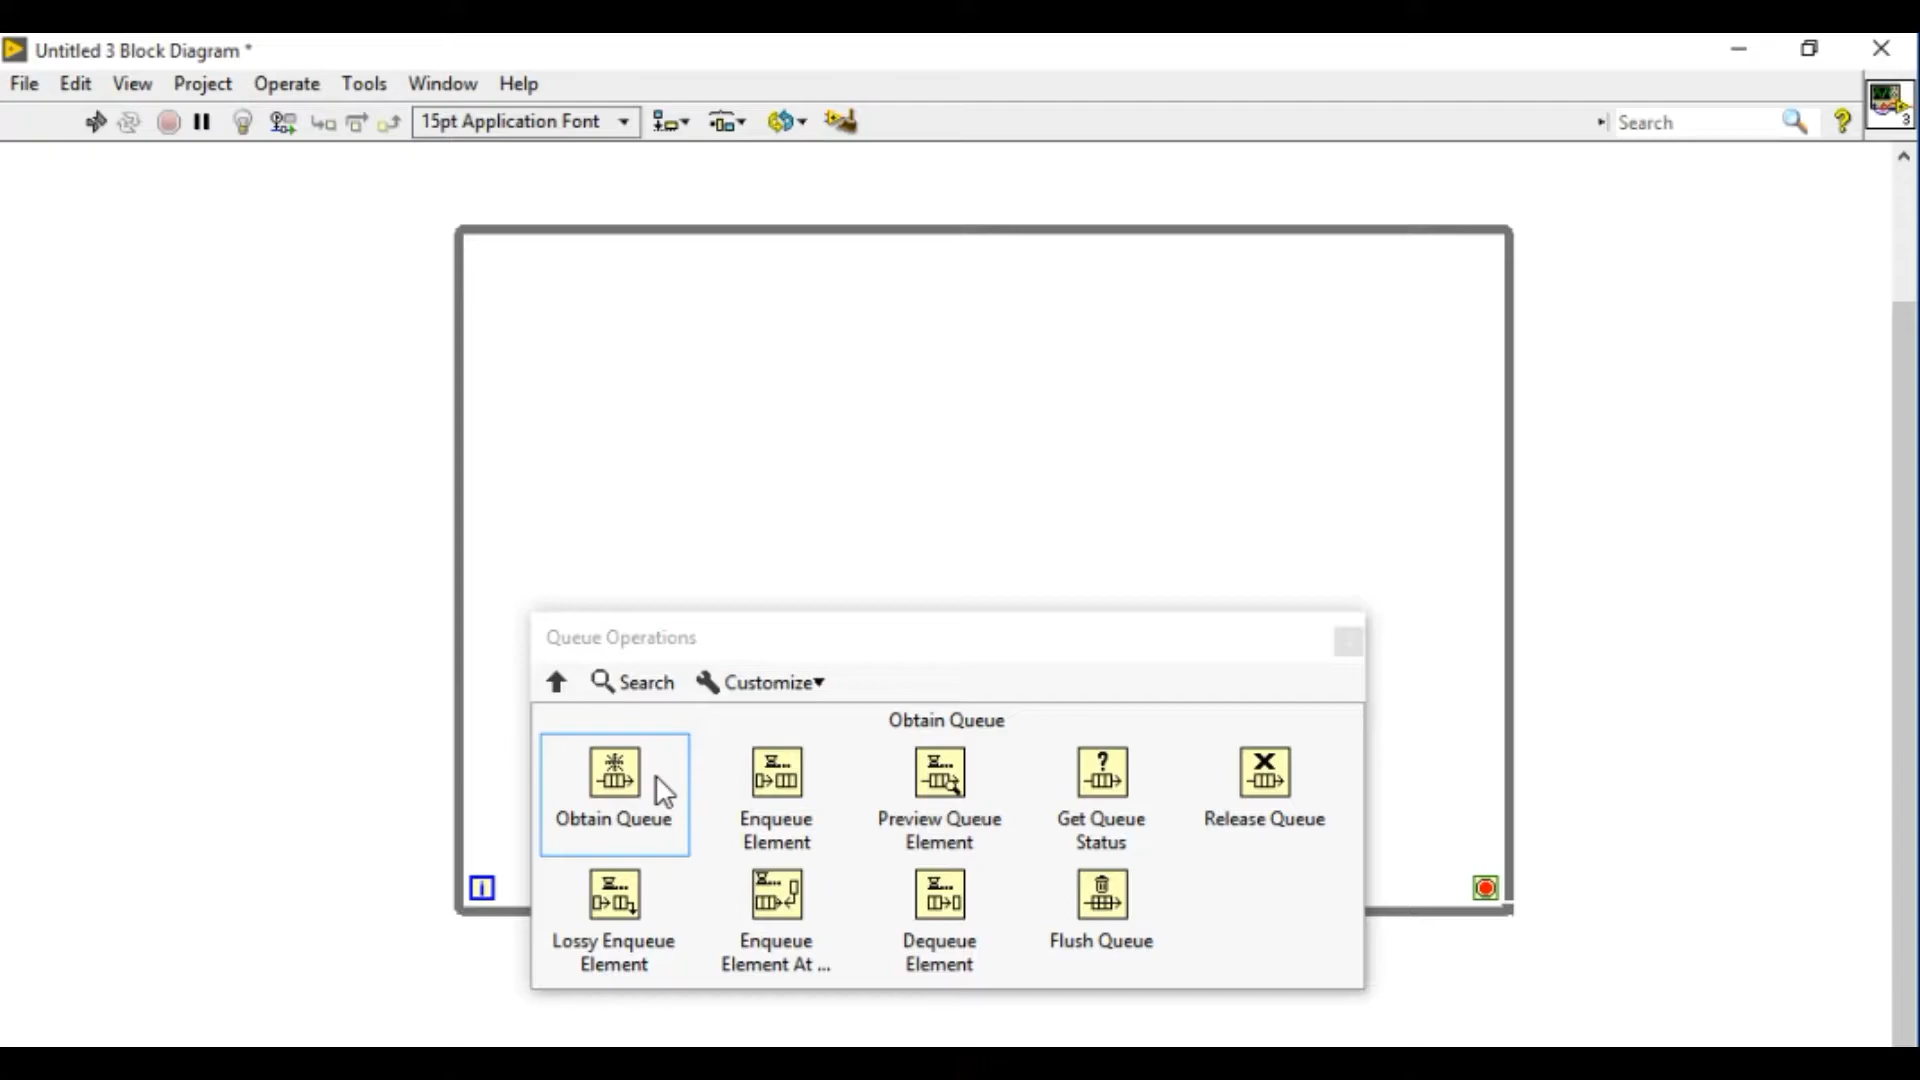 Untitled 3 Block Diagram *
File Edit View Project Operate Tools Window Help
15pt Application Font
Search
3
Queue Operations
Search Customize
Obtain Queue
Obtain Queue
Enqueue
Element
Preview Queue
Element
Get Queue
Status
Release Queue
Lossy Enqueue
Element
Enqueue
Element At ...
Dequeue
Element
Flush Queue
i